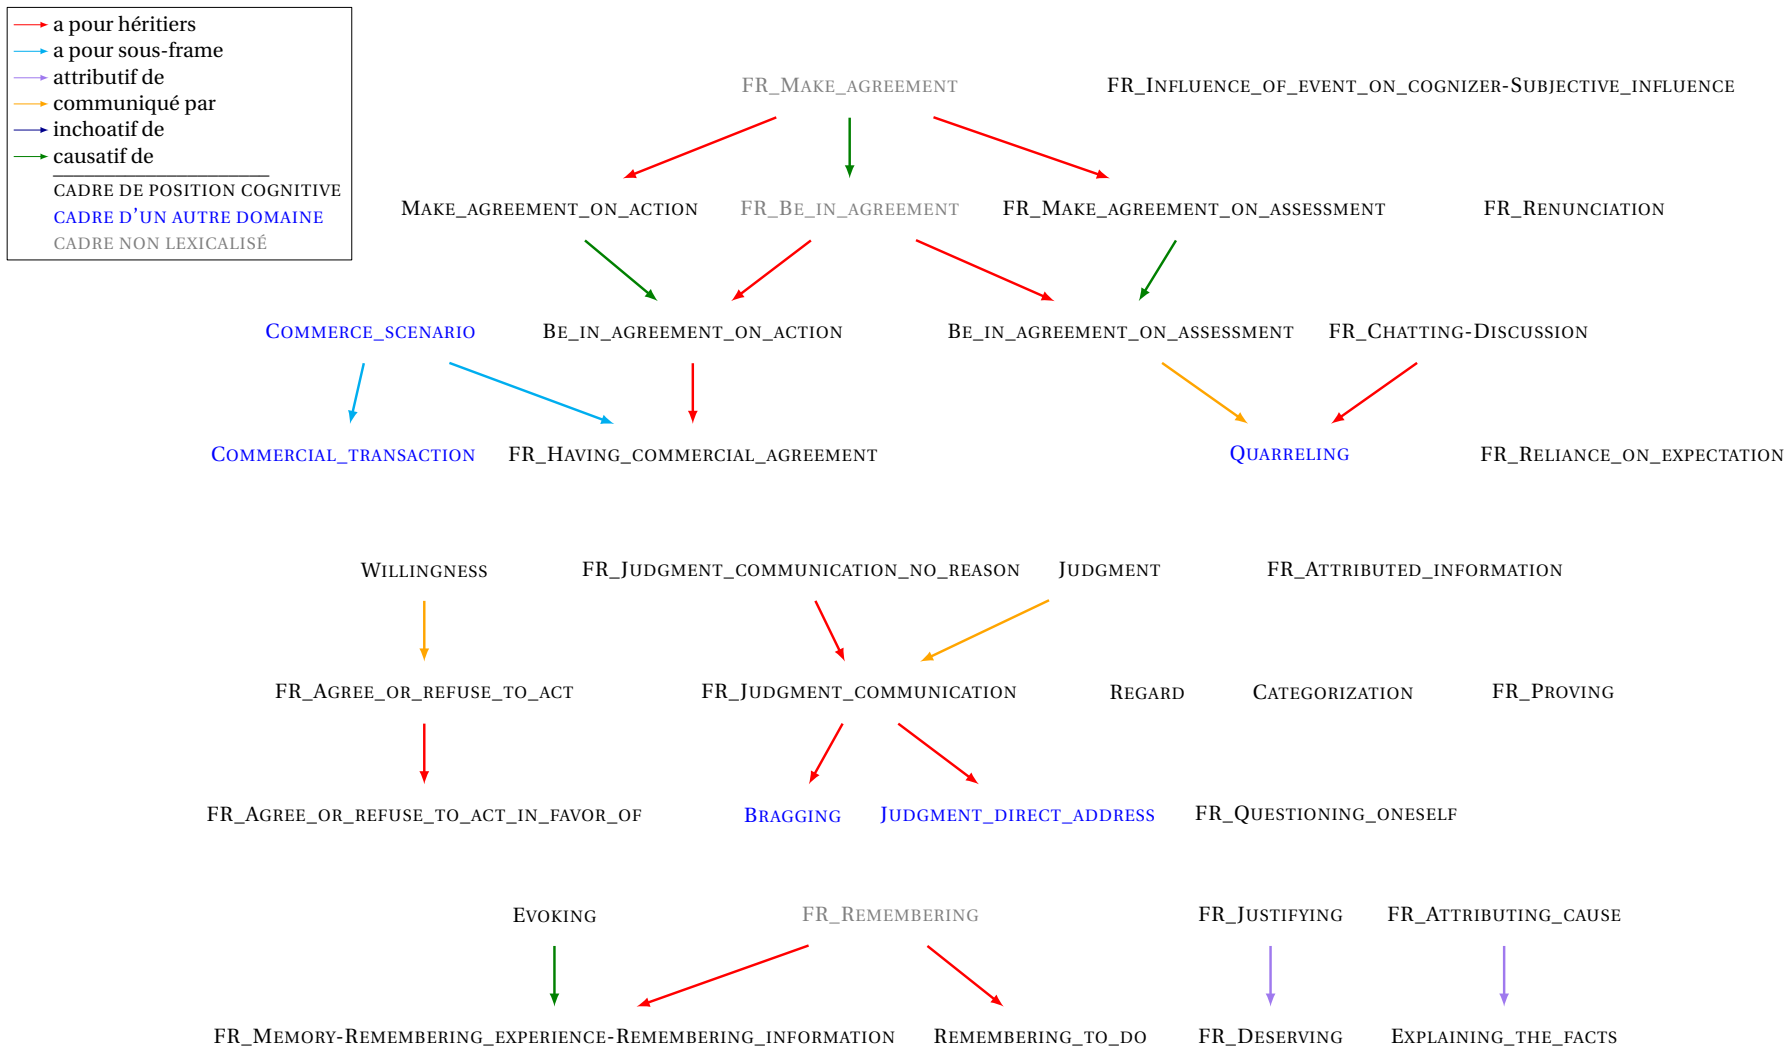 a pour héritiers
a pour sous-frame
attributif de
communiqué par
inchoatif de
causatif de
CADRE DE POSITION COGNITIVE
CADRE D'UN AUTRE DOMAINE
CADRE NON LEXICALISÉ
FR_MAKE_AGREEMENT FR_INFLUENCE_OF_EVENT_ON_COGNIZER-SUBJECTIVE_INFLUENCE
MAKE_AGREEMENT_ON_ACTION FR_BE_IN_AGREEMENT FR_MAKE_AGREEMENT_ON_ASSESSMENT FR_RENUNCIATION
COMMERCE_SCENARIO BE_IN_AGREEMENT_ON_ACTION BE_IN_AGREEMENT_ON_ASSESSMENT FR_CHATTING-DISCUSSION
COMMERCIAL_TRANSACTION FR_HAVING_COMMERCIAL_AGREEMENT QUARRELING FR_RELIANCE_ON_EXPECTATION
WILLINGNESS FR_JUDGMENT_COMMUNICATION_NO_REASON JUDGMENT FR_ATTRIBUTED_INFORMATION
FR_AGREE_OR_REFUSE_TO_ACT FR_JUDGMENT_COMMUNICATION REGARD CATEGORIZATION FR_PROVING
FR_AGREE_OR_REFUSE_TO_ACT_IN_FAVOR_OF BRAGGING JUDGMENT_DIRECT_ADDRESS FR_QUESTIONING_ONESELF
EVOKING FR_REMEMBERING FR_JUSTIFYING FR_ATTRIBUTING_CAUSE
FR_MEMORY-REMEMBERING_EXPERIENCE-REMEMBERING_INFORMATION REMEMBERING_TO_DO FR_DESERVING EXPLAINING_THE_FACTS